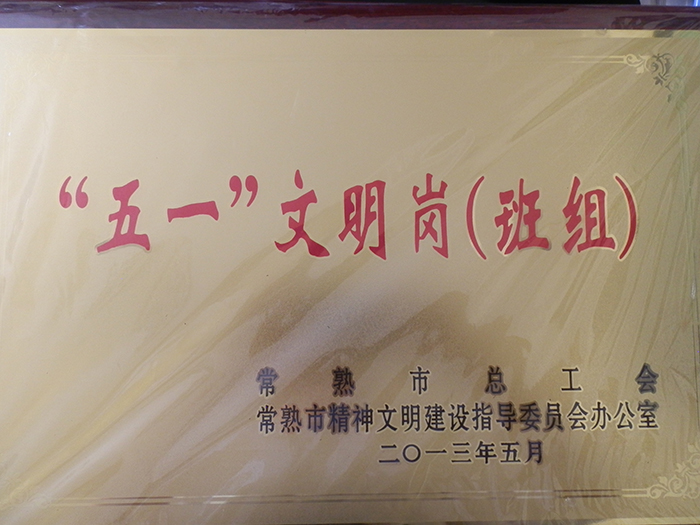 “五一”文明岗(班组)
常熟市总工会
常熟市精神文明建设指导委员会办公室
二〇一三年五月